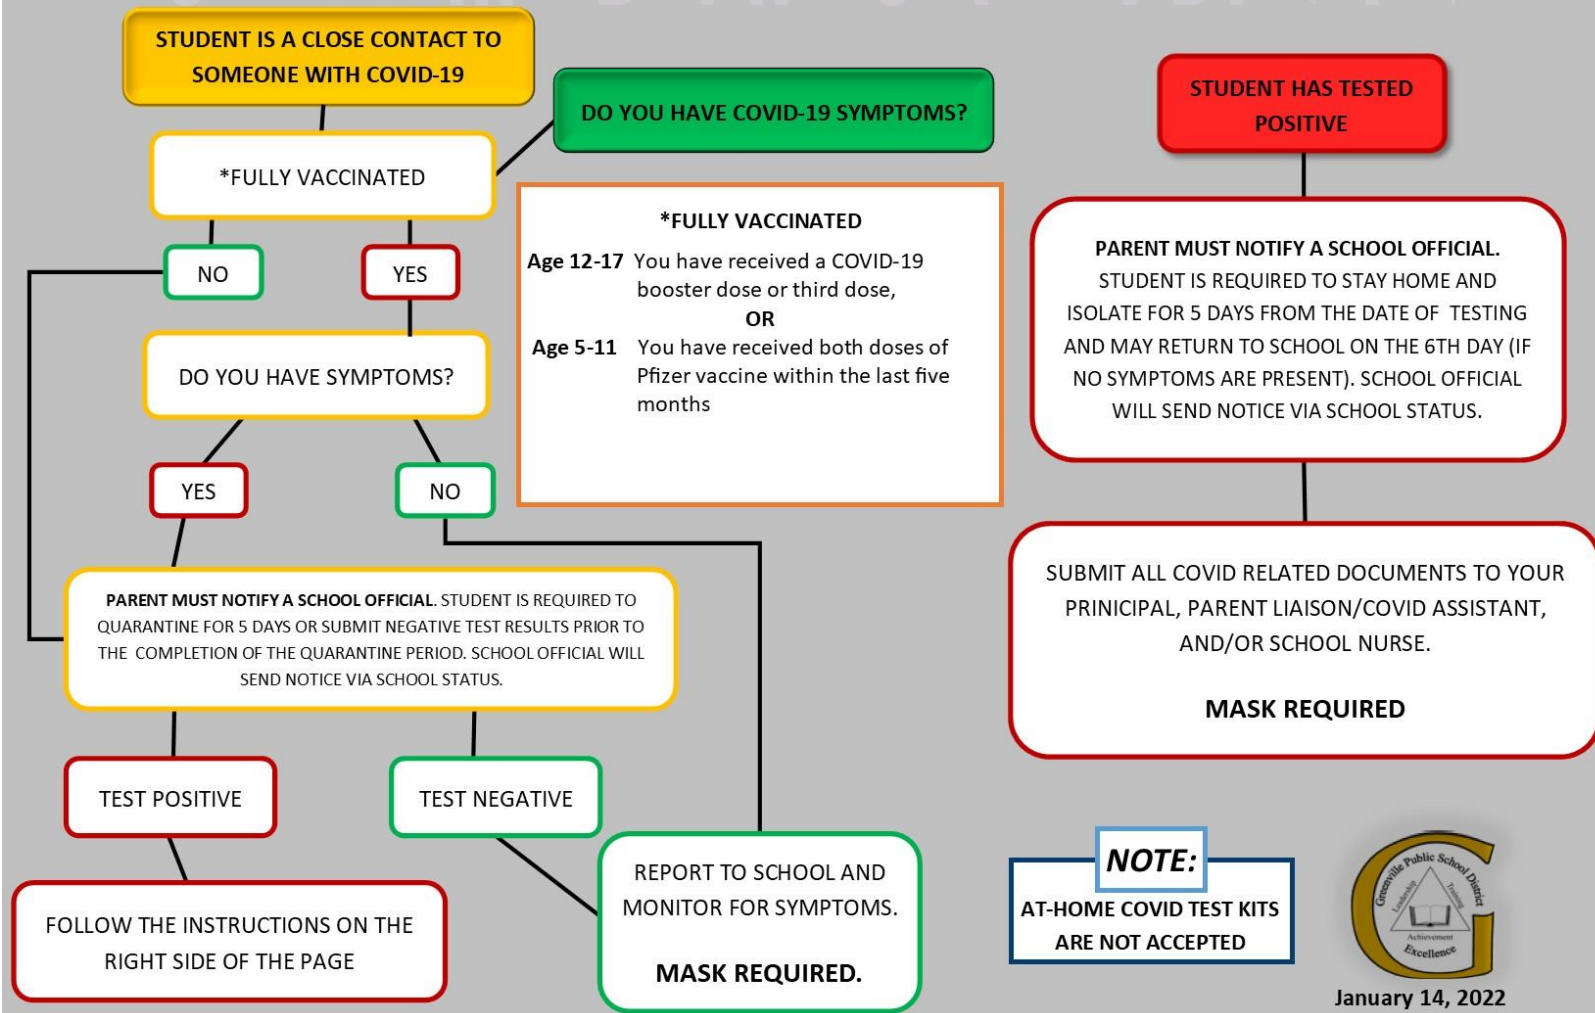 STUDENT IS A CLOSE CONTACT TO
SOMEONE WITH COVID-19
DO YOU HAVE COVID-19 SYMPTOMS?
*FULLY VACCINATED
NO
YES
DO YOU HAVE SYMPTOMS?
YES
NO
PARENT MUST NOTIFY A SCHOOL OFFICIAL. STUDENT IS REQUIRED TO
QUARANTINE FOR 5 DAYS OR SUBMIT NEGATIVE TEST RESULTS PRIOR TO
THE COMPLETION OF THE QUARANTINE PERIOD. SCHOOL OFFICIAL WILL
SEND NOTICE VIA SCHOOL STATUS.
TEST POSITIVE
TEST NEGATIVE
FOLLOW THE INSTRUCTIONS ON THE
RIGHT SIDE OF THE PAGE
REPORT TO SCHOOL AND
MONITOR FOR SYMPTOMS.
MASK REQUIRED.
*FULLY VACCINATED
Age 12-17 You have received a COVID-19
booster dose or third dose,
OR
Age 5-11 You have received both doses of
Pfizer vaccine within the last five
months
STUDENT HAS TESTED
POSITIVE
PARENT MUST NOTIFY A SCHOOL OFFICIAL.
STUDENT IS REQUIRED TO STAY HOME AND
ISOLATE FOR 5 DAYS FROM THE DATE OF TESTING
AND MAY RETURN TO SCHOOL ON THE 6TH DAY (IF
NO SYMPTOMS ARE PRESENT). SCHOOL OFFICIAL
WILL SEND NOTICE VIA SCHOOL STATUS.
SUBMIT ALL COVID RELATED DOCUMENTS TO YOUR
PRINICIPAL, PARENT LIAISON/COVID ASSISTANT,
AND/OR SCHOOL NURSE.
MASK REQUIRED
NOTE:
AT-HOME COVID TEST KITS
ARE NOT ACCEPTED
G
Greenville Public School District
Leadership
Training
Achievement
Excellence
January 14, 2022